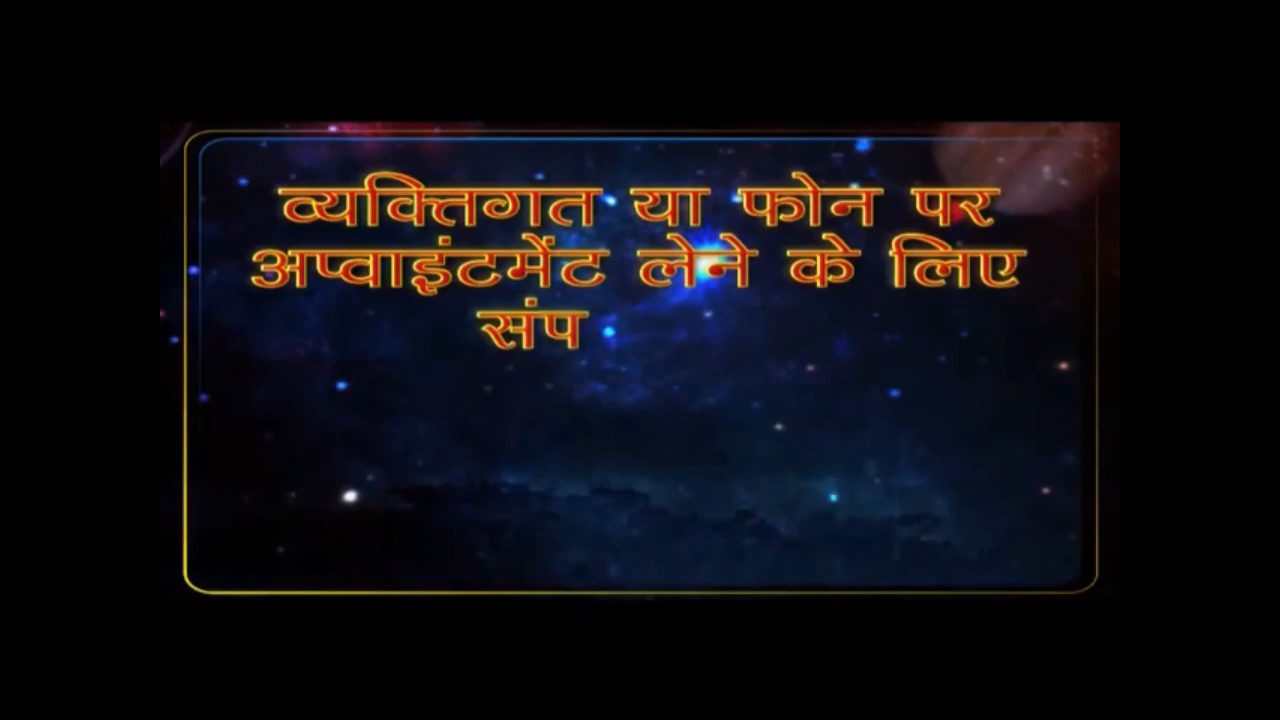 व्यक्तिगत या फोन पर
अप्वाइंटमेंट लेने के लिए
संप